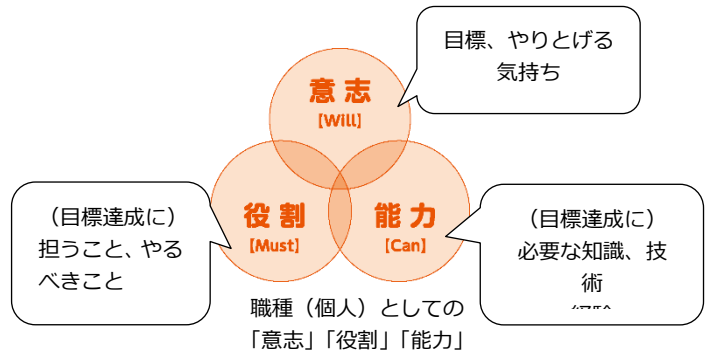 目標、やりとげる
気持ち
意志
【Will】
役割
【Must】
能力
【Can】
（目標達成に）
担うこと、やる
べきこと
（目標達成に）
必要な知識、技
術
職種（個人）としての
「意志」「役割」「能力」